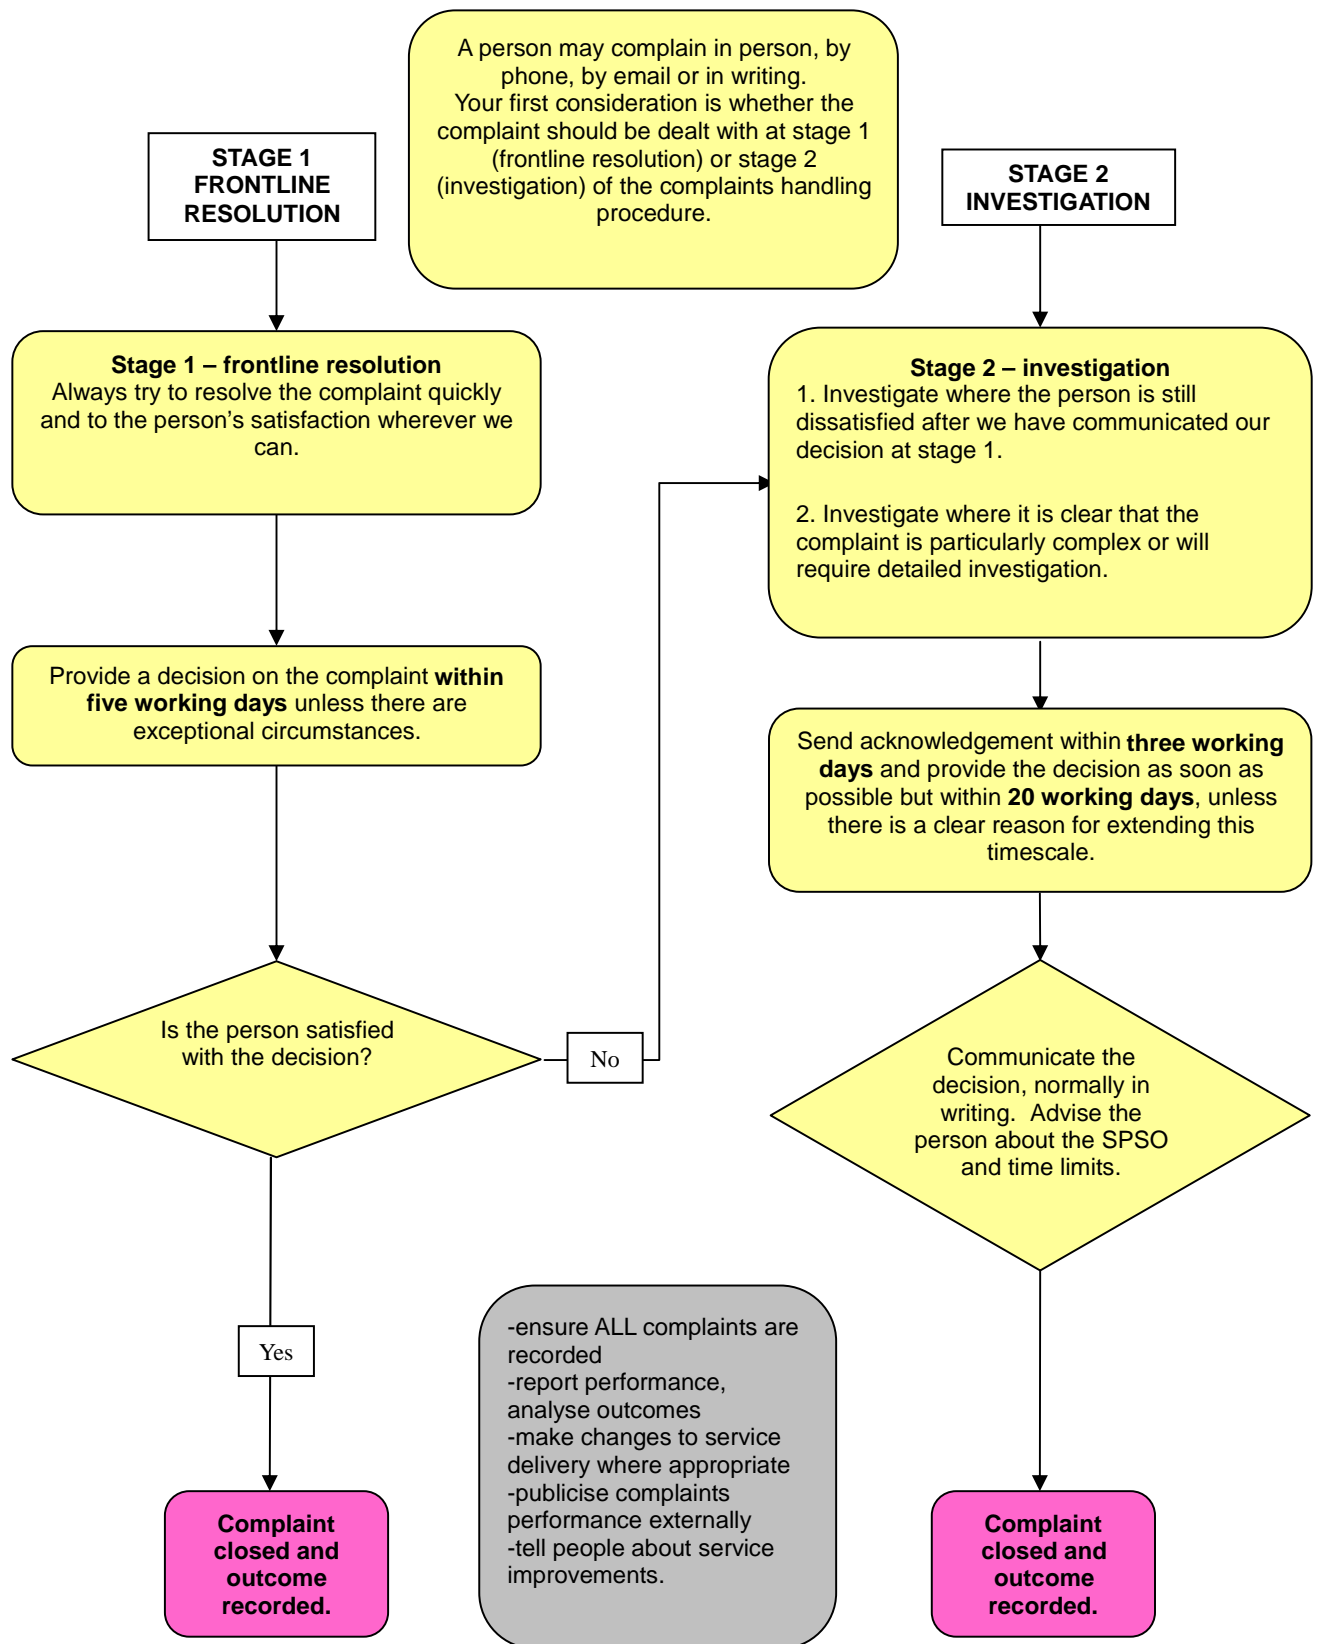 A person may complain in person, by
phone, by email or in writing.
Your first consideration is whether the
complaint should be dealt with at stage 1
(frontline resolution) or stage 2
(investigation) of the complaints handling
procedure.
STAGE 1
FRONTLINE
RESOLUTION
STAGE 2
INVESTIGATION
Stage 1 – frontline resolution
Always try to resolve the complaint quickly
and to the person’s satisfaction wherever we
can.
Stage 2 – investigation
1. Investigate where the person is still
dissatisfied after we have communicated our
decision at stage 1.
2. Investigate where it is clear that the
complaint is particularly complex or will
require detailed investigation.
Provide a decision on the complaint within
five working days unless there are
exceptional circumstances.
Send acknowledgement within three working
days and provide the decision as soon as
possible but within 20 working days, unless
there is a clear reason for extending this
timescale.
Is the person satisfied
with the decision?
No
Communicate the
decision, normally in
writing.  Advise the
person about the SPSO
and time limits.
Yes
-ensure ALL complaints are
recorded
-report performance,
analyse outcomes
-make changes to service
delivery where appropriate
-publicise complaints
performance externally
-tell people about service
improvements.
Complaint
closed and
outcome
recorded.
Complaint
closed and
outcome
recorded.